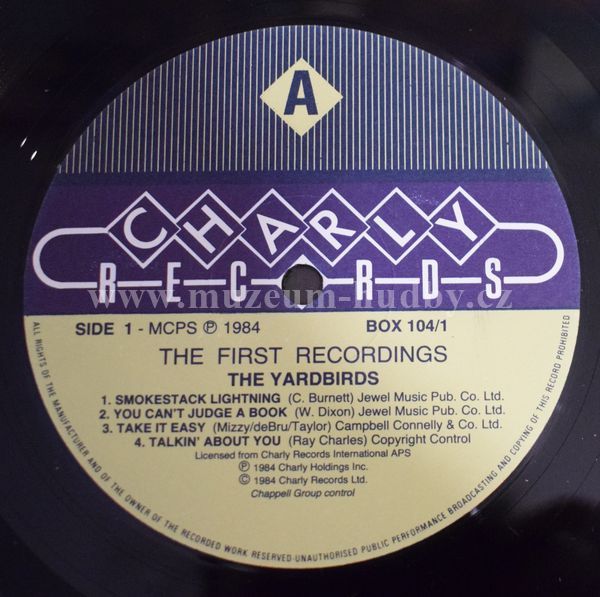 A
CHARLY
RECORDS
www.muzeum-hudby.cz
SIDE 1 - MCPS ℗ 1984 BOX 104/1
THE FIRST RECORDINGS
THE YARDBIRDS
1. SMOKESTACK LIGHTNING (C. Burnett) Jewel Music Pub. Co. Ltd.
2. YOU CAN'T JUDGE A BOOK (W. Dixon) Jewel Music Pub. Co. Ltd.
3. TAKE IT EASY (Mizzy/deBru/Taylor) Campbell Connelly & Co. Ltd.
4. TALKIN' ABOUT YOU (Ray Charles) Copyright Control
Licensed from Charly Records International APS
℗ 1984 Charly Holdings Inc.
© 1984 Charly Records Ltd.
Chappell Group control
ALL RIGHTS OF THE MANUFACTURER AND OF THE OWNER OF THE RECORDED WORK RESERVED-UNAUTHORISED PUBLIC PERFORMANCE BROADCASTING AND COPYING OF THIS RECORD PROHIBITED